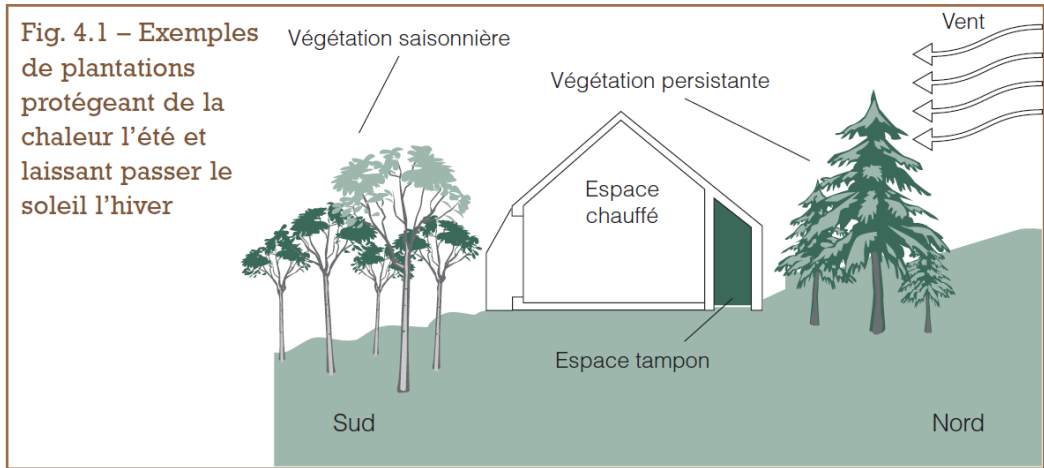 Fig. 4.1 – Exemples
de plantations
protégeant de la
chaleur l’été et
laissant passer le
soleil l’hiver
Végétation saisonnière
Vent
Végétation persistante
Espace
chauffé
Espace tampon
Sud
Nord